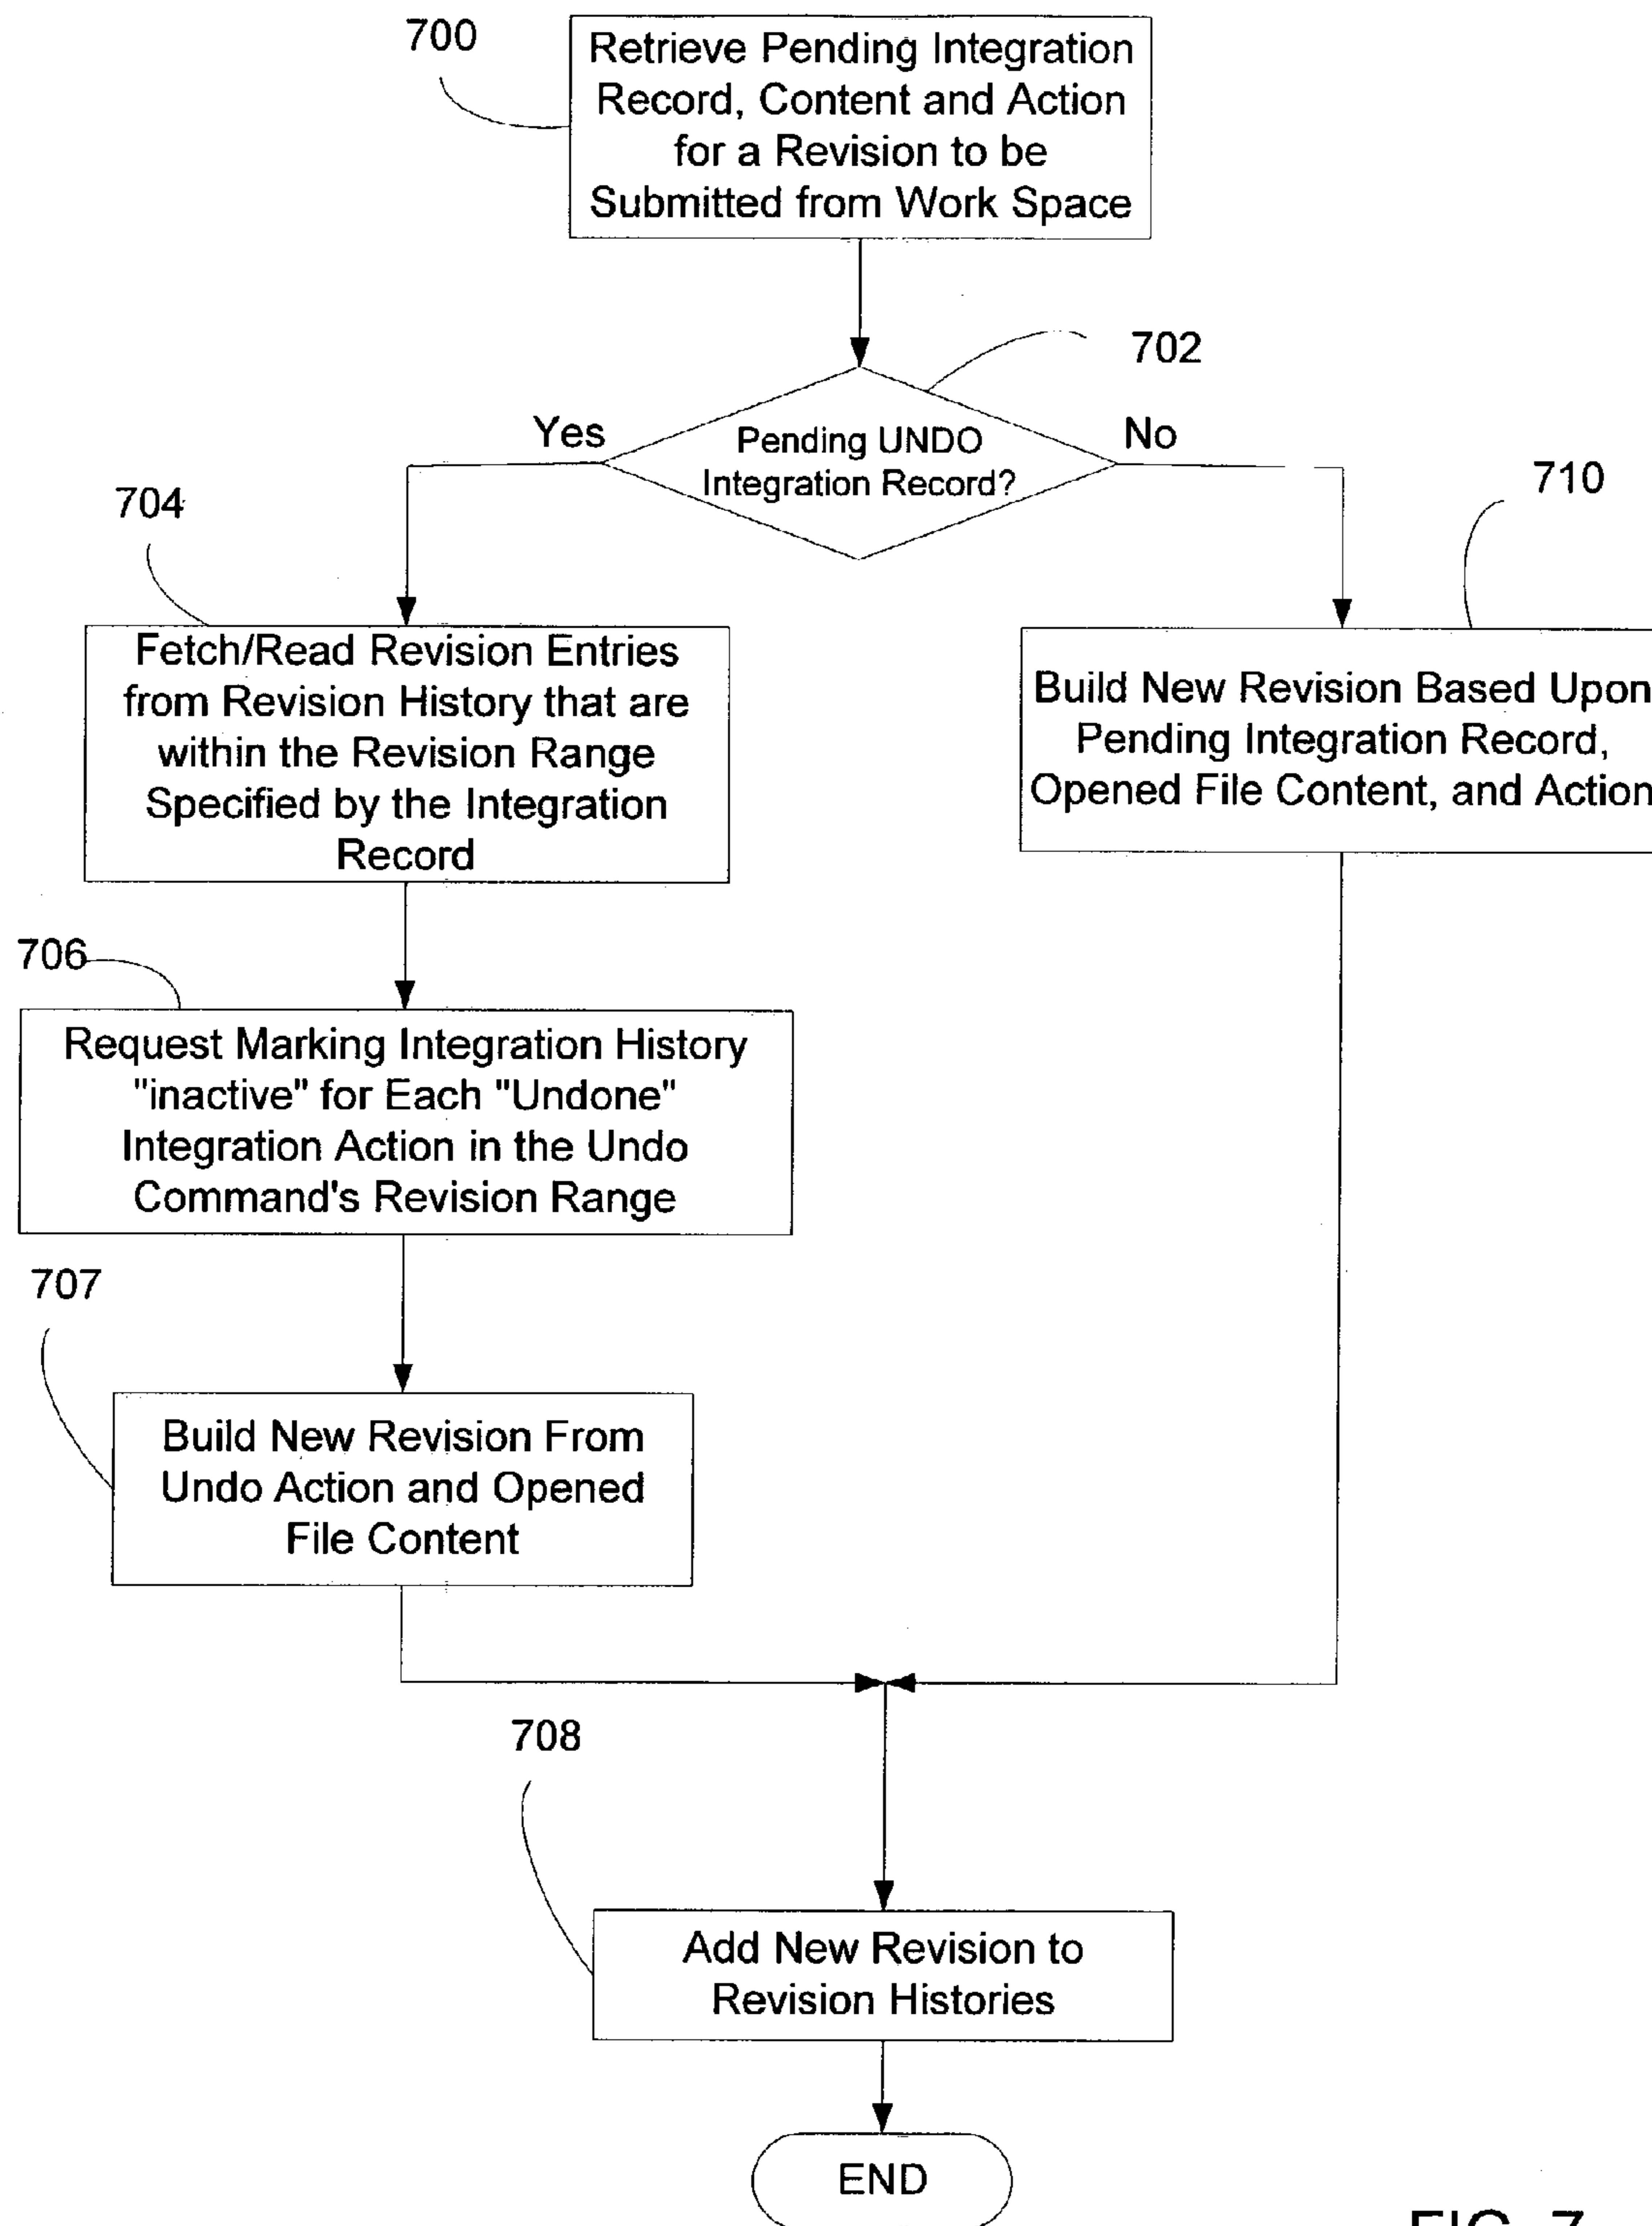 700
Retrieve Pending Integration
Record, Content and Action
for a Revision to be
Submitted from Work Space
702
Yes
Pending UNDO
Integration Record?
No
704
710
Fetch/Read Revision Entries
from Revision History that are
within the Revision Range
Specified by the Integration
Record
Build New Revision Based Upon
Pending Integration Record,
Opened File Content, and Action
706
Request Marking Integration History
"inactive" for Each "Undone"
Integration Action in the Undo
Command's Revision Range
707
Build New Revision From
Undo Action and Opened
File Content
708
Add New Revision to
Revision Histories
END
FIG. 7